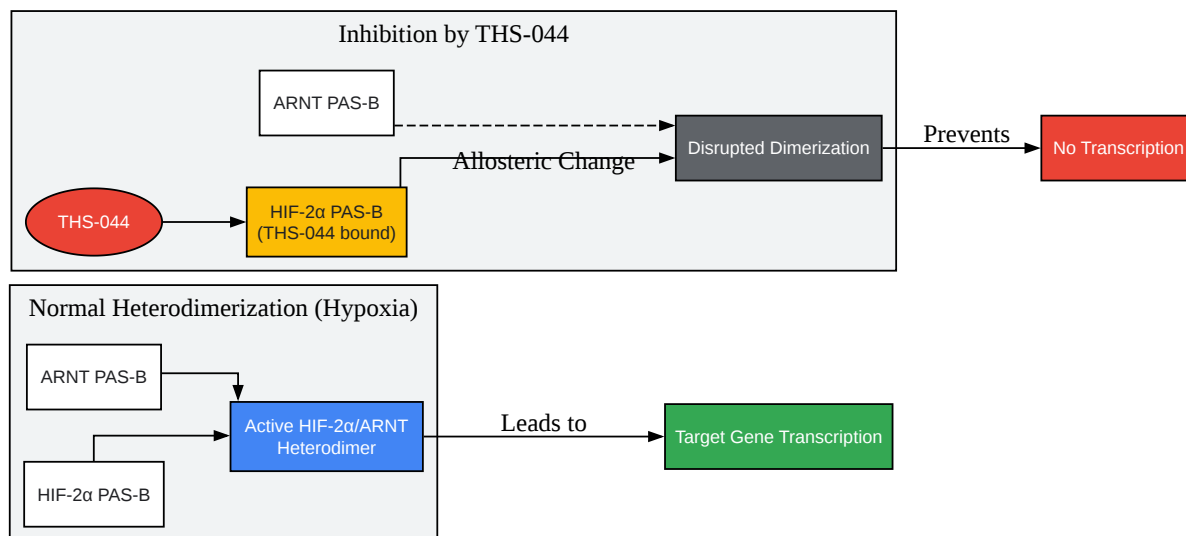 Inhibition by THS-044
ARNT PAS-B
Disrupted Dimerization
Prevents
No Transcription
Allosteric Change
THS-044
HIF-2α PAS-B
(THS-044 bound)
Normal Heterodimerization (Hypoxia)
ARNT PAS-B
Active HIF-2α/ARNT
Heterodimer
Leads to
Target Gene Transcription
HIF-2α PAS-B